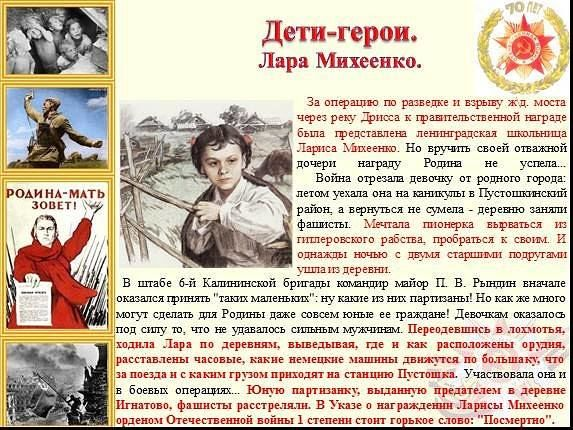 70 ЛЕТ
Дети-герои.
Лара Михеенко.
За операцию по разведке и взрыву ж/д. моста
через реку Дрисса к правительственной награде
была представлена ленинградская школьница
Лариса Михеенко. Но вручить своей отважной
дочери награду Родина не успела...
Война отрезала девочку от родного города:
летом уехала она на каникулы в Пустошкинский
район, а вернуться не сумела - деревню заняли
фашисты. Мечтала пионерка вырваться из
гитлеровского рабства, пробраться к своим. И
однажды ночью с двумя старшими подругами
ушла из деревни.
В штабе 6-й Калининской бригады командир майор П. В. Рындин вначале
оказался принять "таких маленьких": ну какие из них партизаны! Но как же много
могут сделать для Родины даже совсем юные ее граждане! Девочкам оказалось
под силу то, что не удавалось сильным мужчинам. Переодевшись в лохмотья,
ходила Лара по деревням, выведывая, где и как расположены орудия,
расставлены часовые, какие немецкие машины движутся по большаку, что
за поезда и с каким грузом приходят на станцию Пустошка. Участвовала она и
в боевых операциях... Юную партизанку, выданную предателем в деревне
Игнатово, фашисты расстреляли. В Указе о награждении Ларисы Михеенко
орденом Отечественной войны 1 степени стоит горькое слово: "Посмертно".
РОДИНА-МАТЬ
ЗОВЕТ!